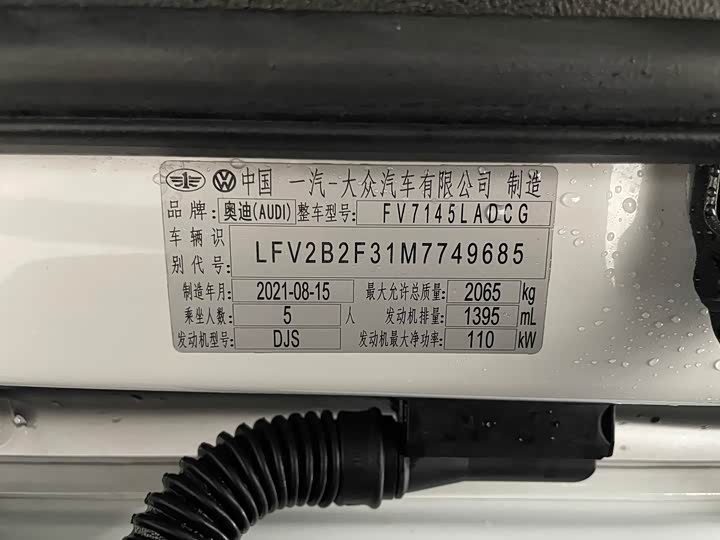 中国 一汽-大众汽车有限公司 制造
品牌: 奥迪(AUDI) 整车型号: FV7145LADCG
车辆识别代号: LFV2B2F31M7749685
制造年月: 2021-08-15 最大允许总质量: 2065 kg
乘坐人数: 5 人 发动机排量: 1395 mL
发动机型号: DJS 发动机最大净功率: 110 kW